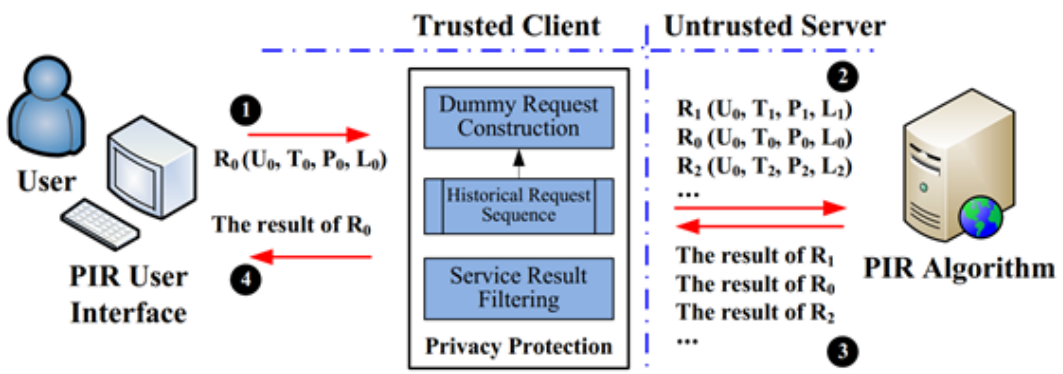 Trusted Client
Untrusted Server
1
R₀ (U₀, T₀, P₀, L₀)
User
The result of R₀
4
PIR User
Interface
Dummy Request
Construction
Historical Request
Sequence
Service Result
Filtering
Privacy Protection
2
R₁ (U₀, T₁, P₁, L₁)
R₀ (U₀, T₀, P₀, L₀)
R₂ (U₀, T₂, P₂, L₂)
...
The result of R₁
The result of R₀
The result of R₂
...
3
PIR Algorithm